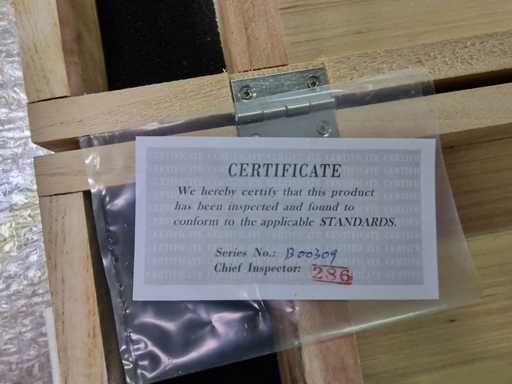 CERTIFICATE
We hereby certify that this product
has been inspected and found to
conform to the applicable STANDARDS.
Series No.: B00309
Chief Inspector: 286